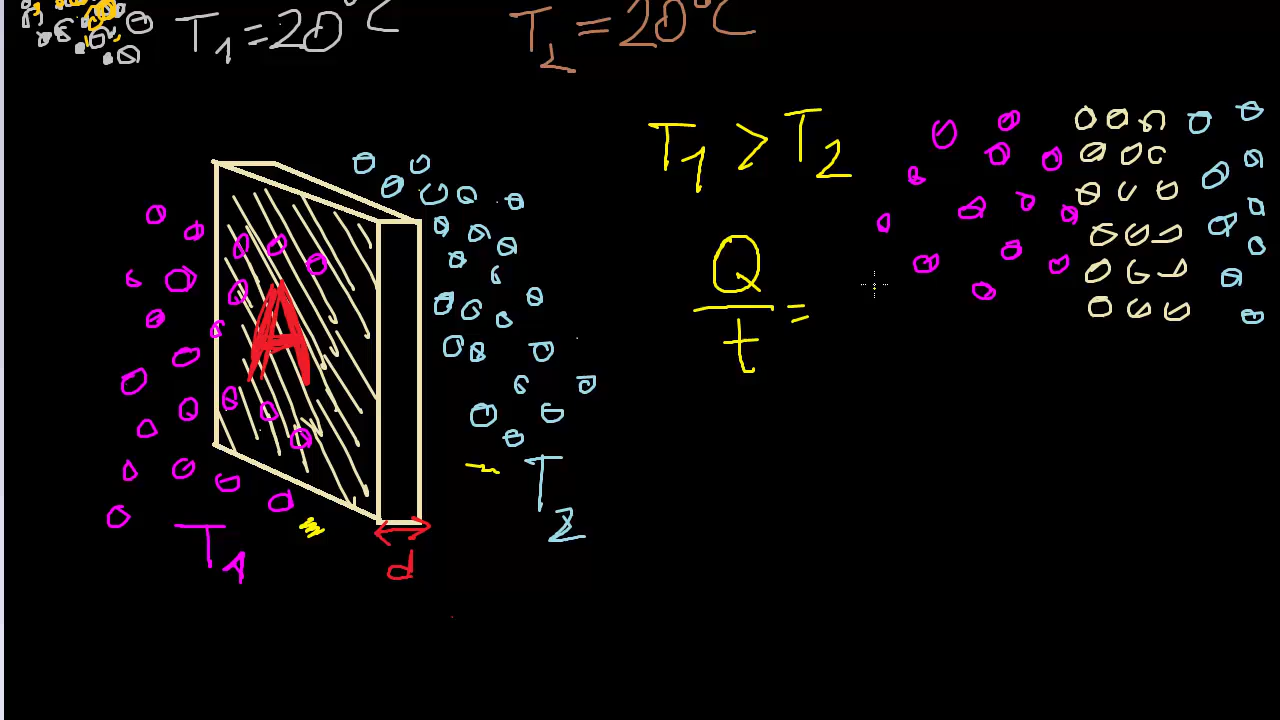 T₁ = 20°C
T₂ = 20°C
T₁ > T₂
Q/t =
A
T₁
d
T₂